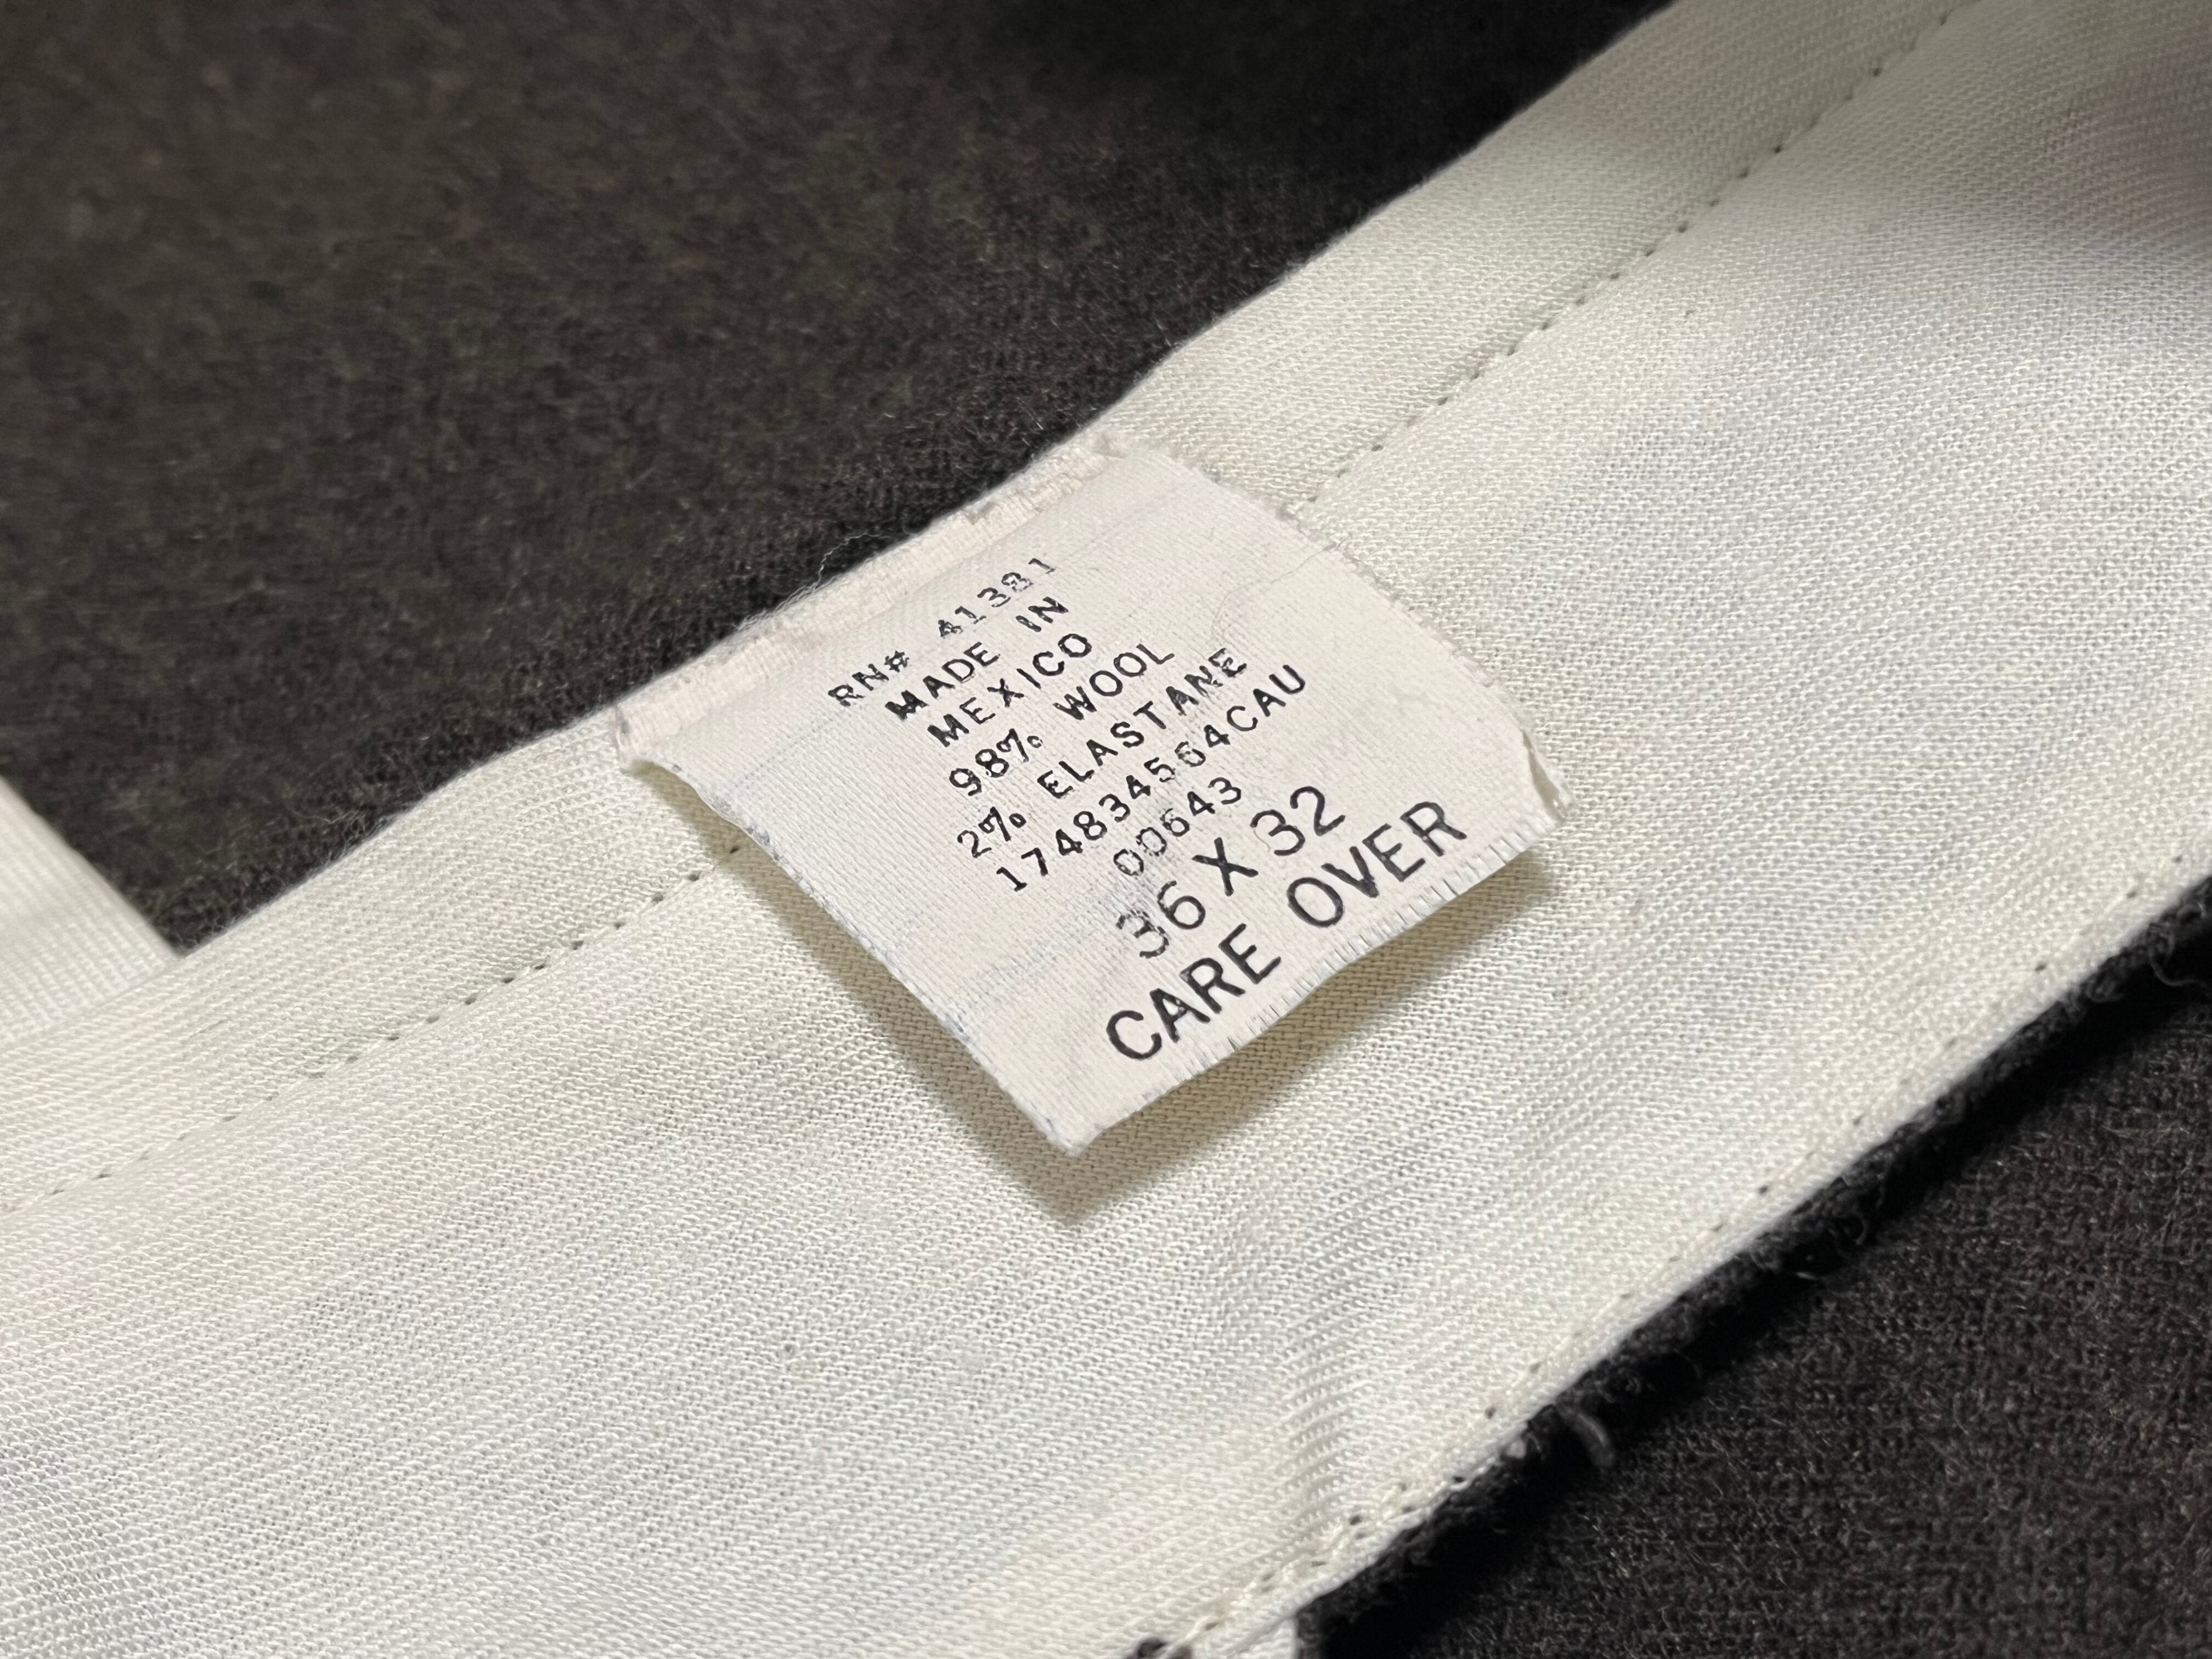 RN# 41381
MADE IN
MEXICO
98% WOOL
2% ELASTANE
174834564CAU
00643
36 X 32
CARE OVER